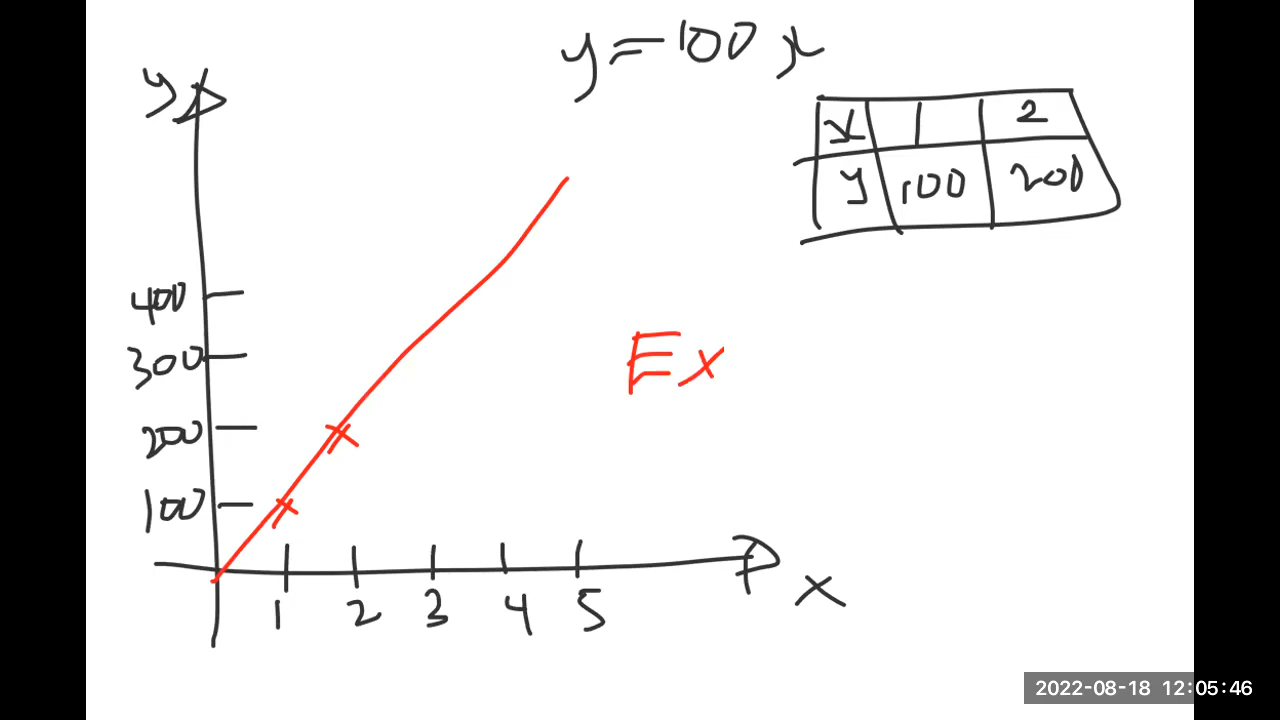 y = 100x
y
x | 1 | 2
y | 100 | 200
400
300
Ex
200
100
1 2 3 4 5
x
2022-08-18 12:05:46